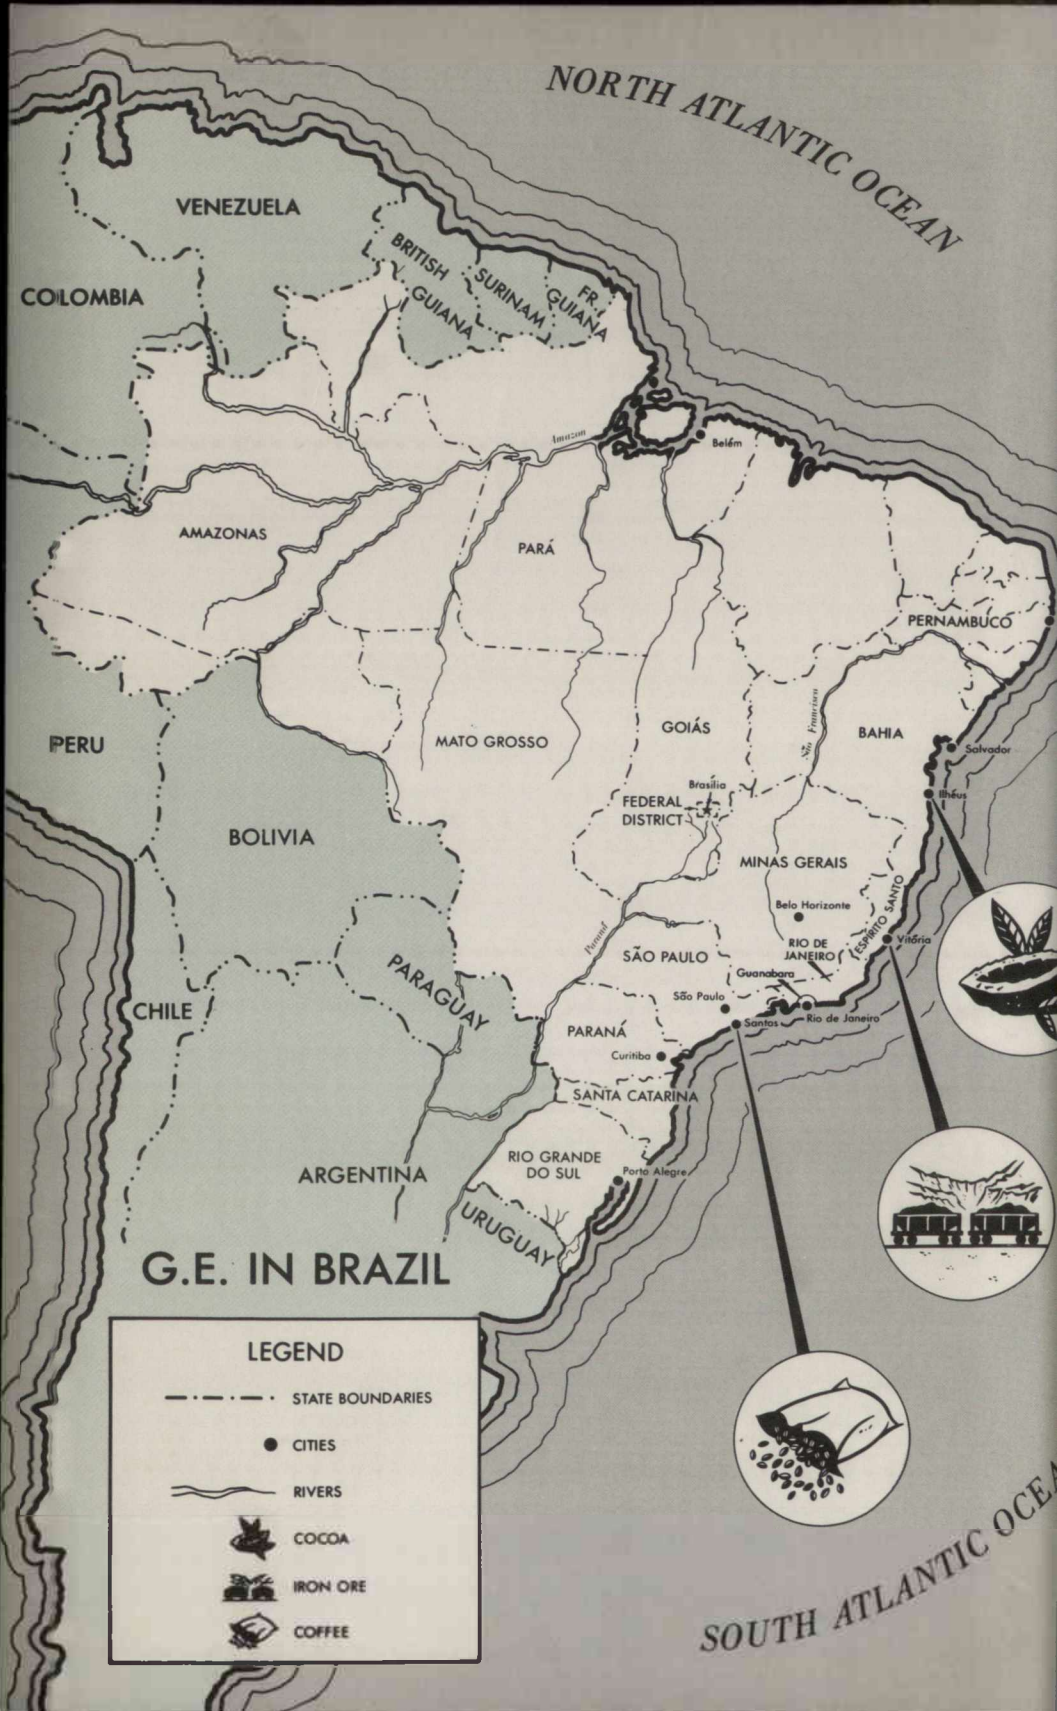 NORTH ATLANTIC OCEAN
VENEZUELA
COLOMBIA
BRITISH
GUIANA
SURINAM
FR.
GUIANA
Amazon
Belém
AMAZONAS
PARÁ
PERNAMBUCO
PERU
MATO GROSSO
GOIÁS
São Francisco
BAHIA
Salvador
Ilhéus
Brasília
FEDERAL
DISTRICT
BOLIVIA
MINAS GERAIS
Belo Horizonte
ESPIRITO SANTO
Vitória
RIO DE
JANEIRO
Paraná
SÃO PAULO
Guanabara
PARAGUAY
CHILE
São Paulo
Santos
Rio de Janeiro
PARANÁ
Curitiba
SANTA CATARINA
ARGENTINA
RIO GRANDE
DO SUL
Porto Alegre
URUGUAY
G.E. IN BRAZIL
LEGEND
STATE BOUNDARIES
CITIES
RIVERS
COCOA
IRON ORE
COFFEE
SOUTH ATLANTIC OCEA